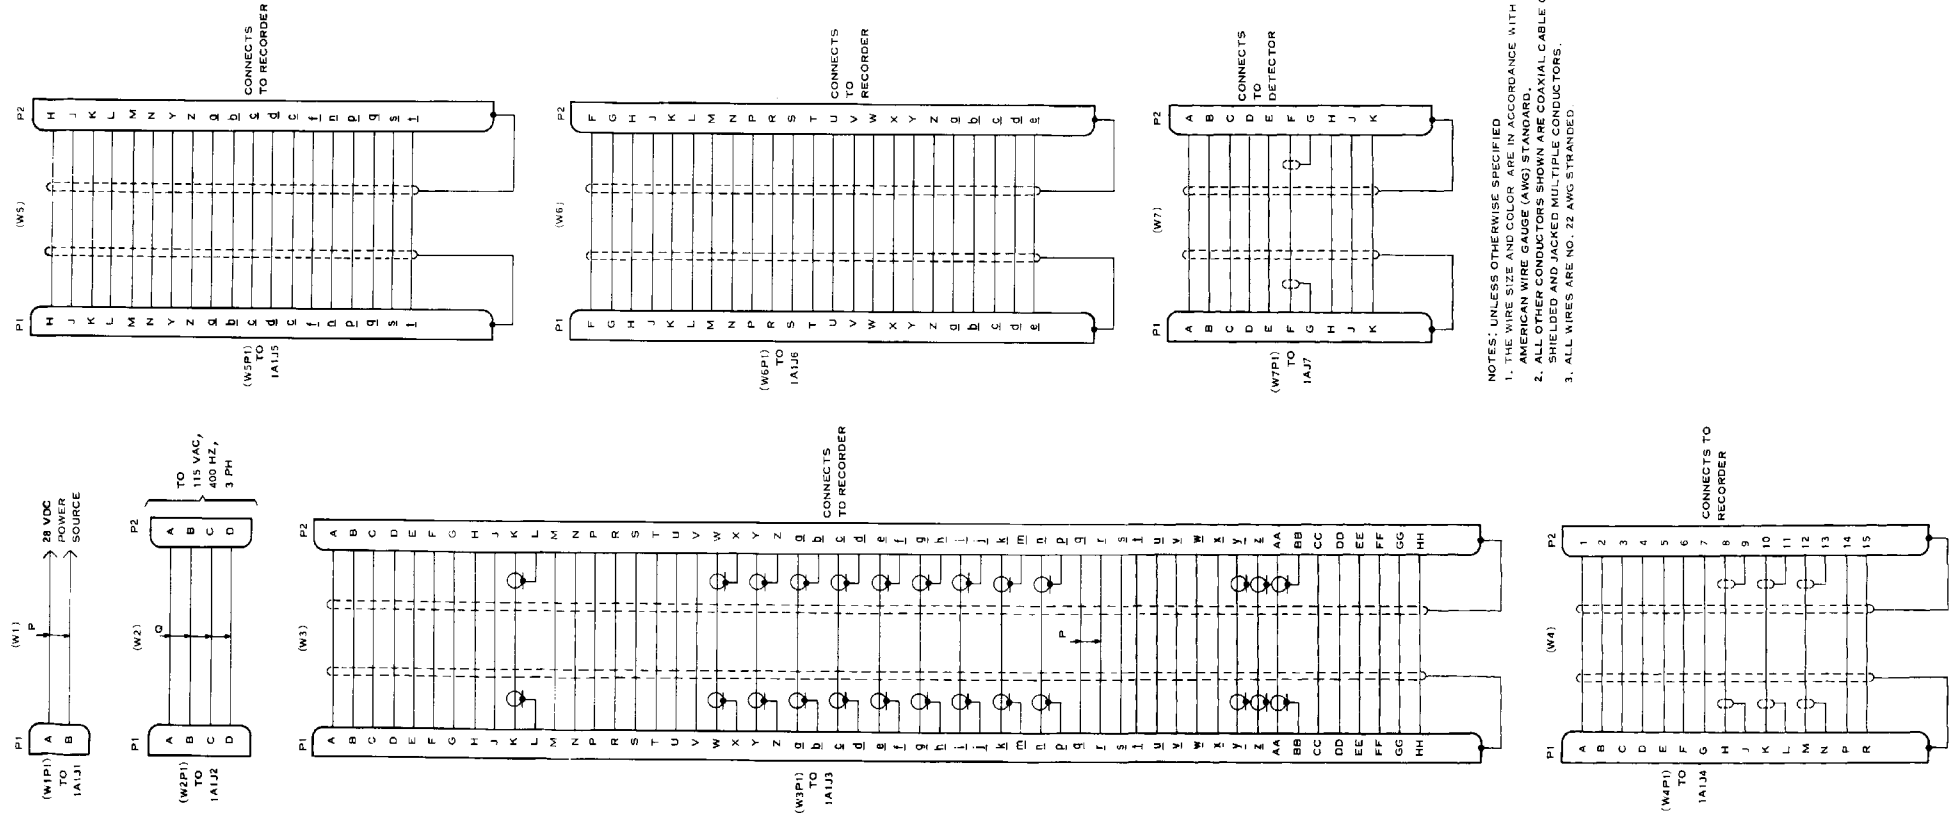 (W1)
P1
A
B
P
28 VDC
POWER
SOURCE
(W1P1)
TO
1A1J1
(W2)
P1
A
B
C
D
Q
P2
A
B
C
D
TO
115 VAC,
400 HZ,
3 PH
(W2P1)
TO
1A1J2
(W3)
P1
A
B
C
D
E
F
G
H
J
K
L
M
N
P
R
S
T
U
V
W
X
Y
Z
a
b
c
d
e
f
g
h
i
j
k
m
n
p
q
r
s
t
u
v
w
x
y
z
AA
BB
CC
DD
EE
FF
GG
HH
P
P2
A
B
C
D
E
F
G
H
J
K
L
M
N
P
R
S
T
U
V
W
X
Y
Z
a
b
c
d
e
f
g
h
i
j
k
m
n
p
q
r
s
t
u
v
w
x
y
z
AA
BB
CC
DD
EE
FF
GG
HH
CONNECTS
TO RECORDER
(W3P1)
TO
1A1J3
(W4)
P1
A
B
C
D
E
F
G
H
J
K
L
M
N
P
R
P2
1
2
3
4
5
6
7
8
9
10
11
12
13
14
15
CONNECTS TO
RECORDER
(W4P1)
TO
1A1J4
(W5)
P1
H
J
K
L
M
N
Y
Z
a
b
c
d
c
f
n
p
q
s
t
P2
H
J
K
L
M
N
Y
Z
a
b
c
d
c
f
n
p
q
s
t
CONNECTS
TO RECORDER
(W5P1)
TO
1A1J5
(W6)
P1
F
G
H
J
K
L
M
N
P
R
S
T
U
V
W
X
Y
Z
a
b
c
d
e
P2
F
G
H
J
K
L
M
N
P
R
S
T
U
V
W
X
Y
Z
a
b
c
d
e
CONNECTS
TO
RECORDER
(W6P1)
TO
1A1J6
(W7)
P1
A
B
C
D
E
F
G
H
J
K
P2
A
B
C
D
E
F
G
H
J
K
CONNECTS
TO
DETECTOR
(W7P1)
TO
1AJ7
NOTES: UNLESS OTHERWISE SPECIFIED
1. THE WIRE SIZE AND COLOR ARE IN ACCORDANCE WITH
AMERICAN WIRE GAUGE (AWG) STANDARD.
2. ALL OTHER CONDUCTORS SHOWN ARE COAXIAL CABLE
SHIELDED AND JACKED MULTIPLE CONDUCTORS.
3. ALL WIRES ARE NO. 22 AWG STRANDED.